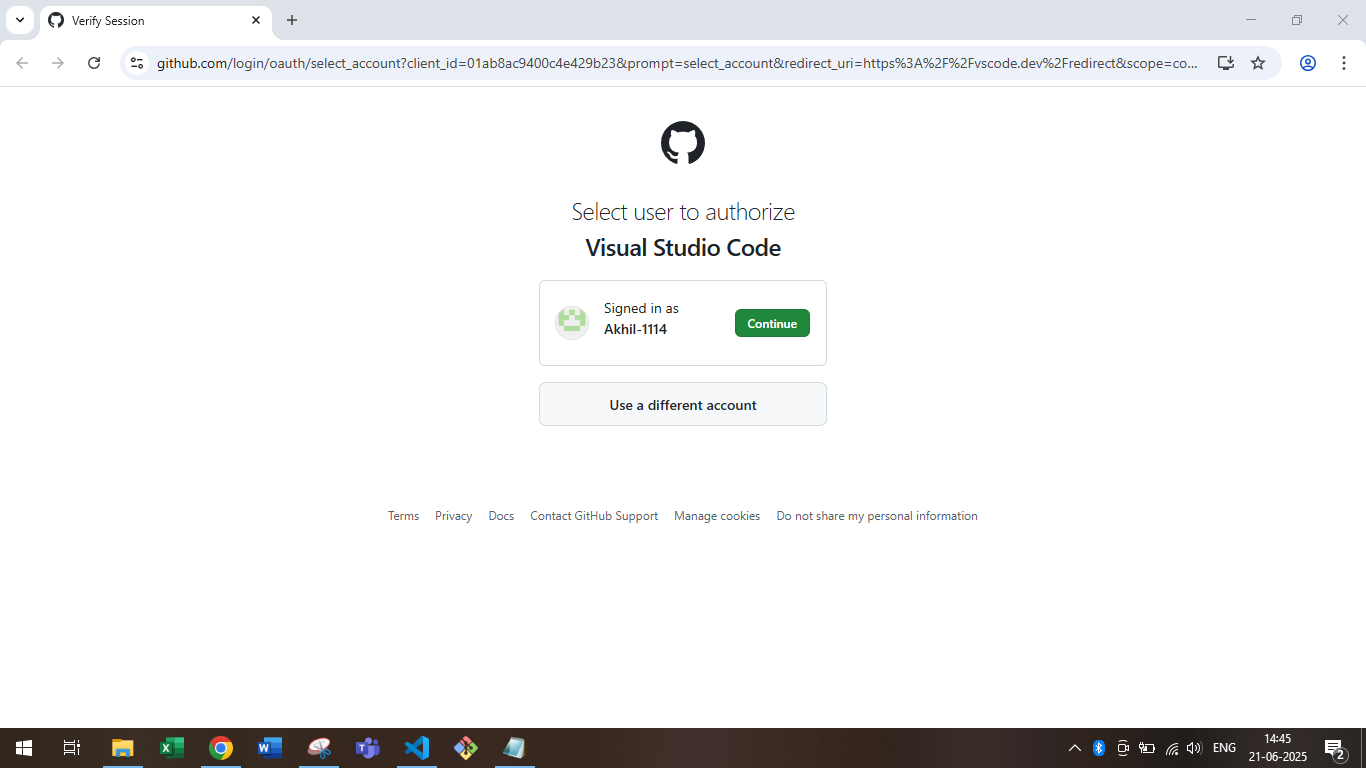 Verify Session
github.com/login/oauth/select_account?client_id=01ab8ac9400c4e429b23&prompt=select_account&redirect_uri=https%3A%2F%2Fvscode.dev%2Fredirect&scope=co...
Select user to authorize
Visual Studio Code
Signed in as
Akhil-1114
Continue
Use a different account
Terms Privacy Docs Contact GitHub Support Manage cookies Do not share my personal information
ENG
14:45
21-06-2025
2